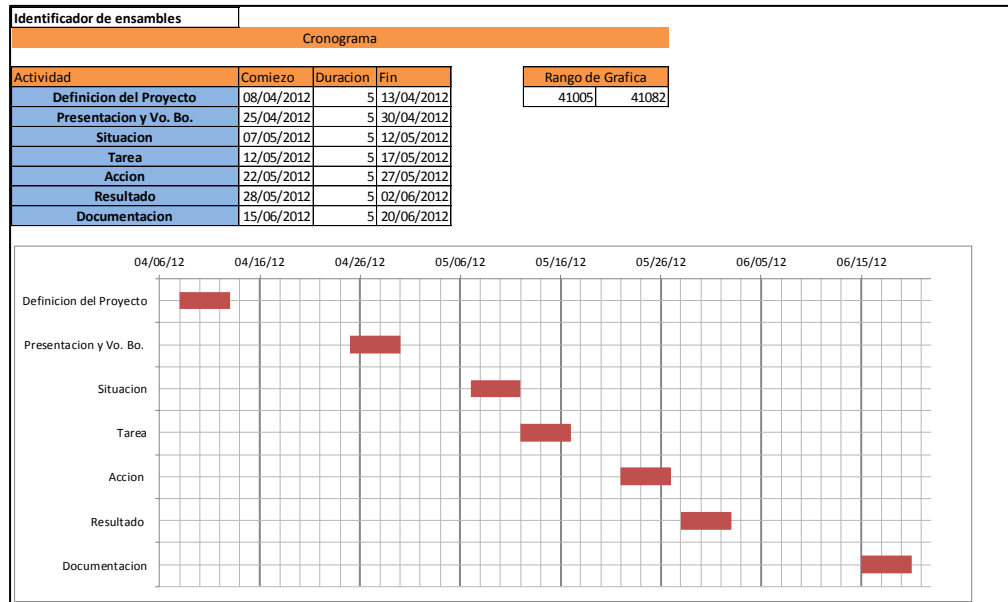 Identificador de ensambles
Cronograma
Actividad Comiezo Duracion Fin Rango de Grafica
Definicion del Proyecto 08/04/2012 5 13/04/2012 41005 41082
Presentacion y Vo. Bo. 25/04/2012 5 30/04/2012
Situacion 07/05/2012 5 12/05/2012
Tarea 12/05/2012 5 17/05/2012
Accion 22/05/2012 5 27/05/2012
Resultado 28/05/2012 5 02/06/2012
Documentacion 15/06/2012 5 20/06/2012
04/06/12 04/16/12 04/26/12 05/06/12 05/16/12 05/26/12 06/05/12 06/15/12
Definicion del Proyecto
Presentacion y Vo. Bo.
Situacion
Tarea
Accion
Resultado
Documentacion